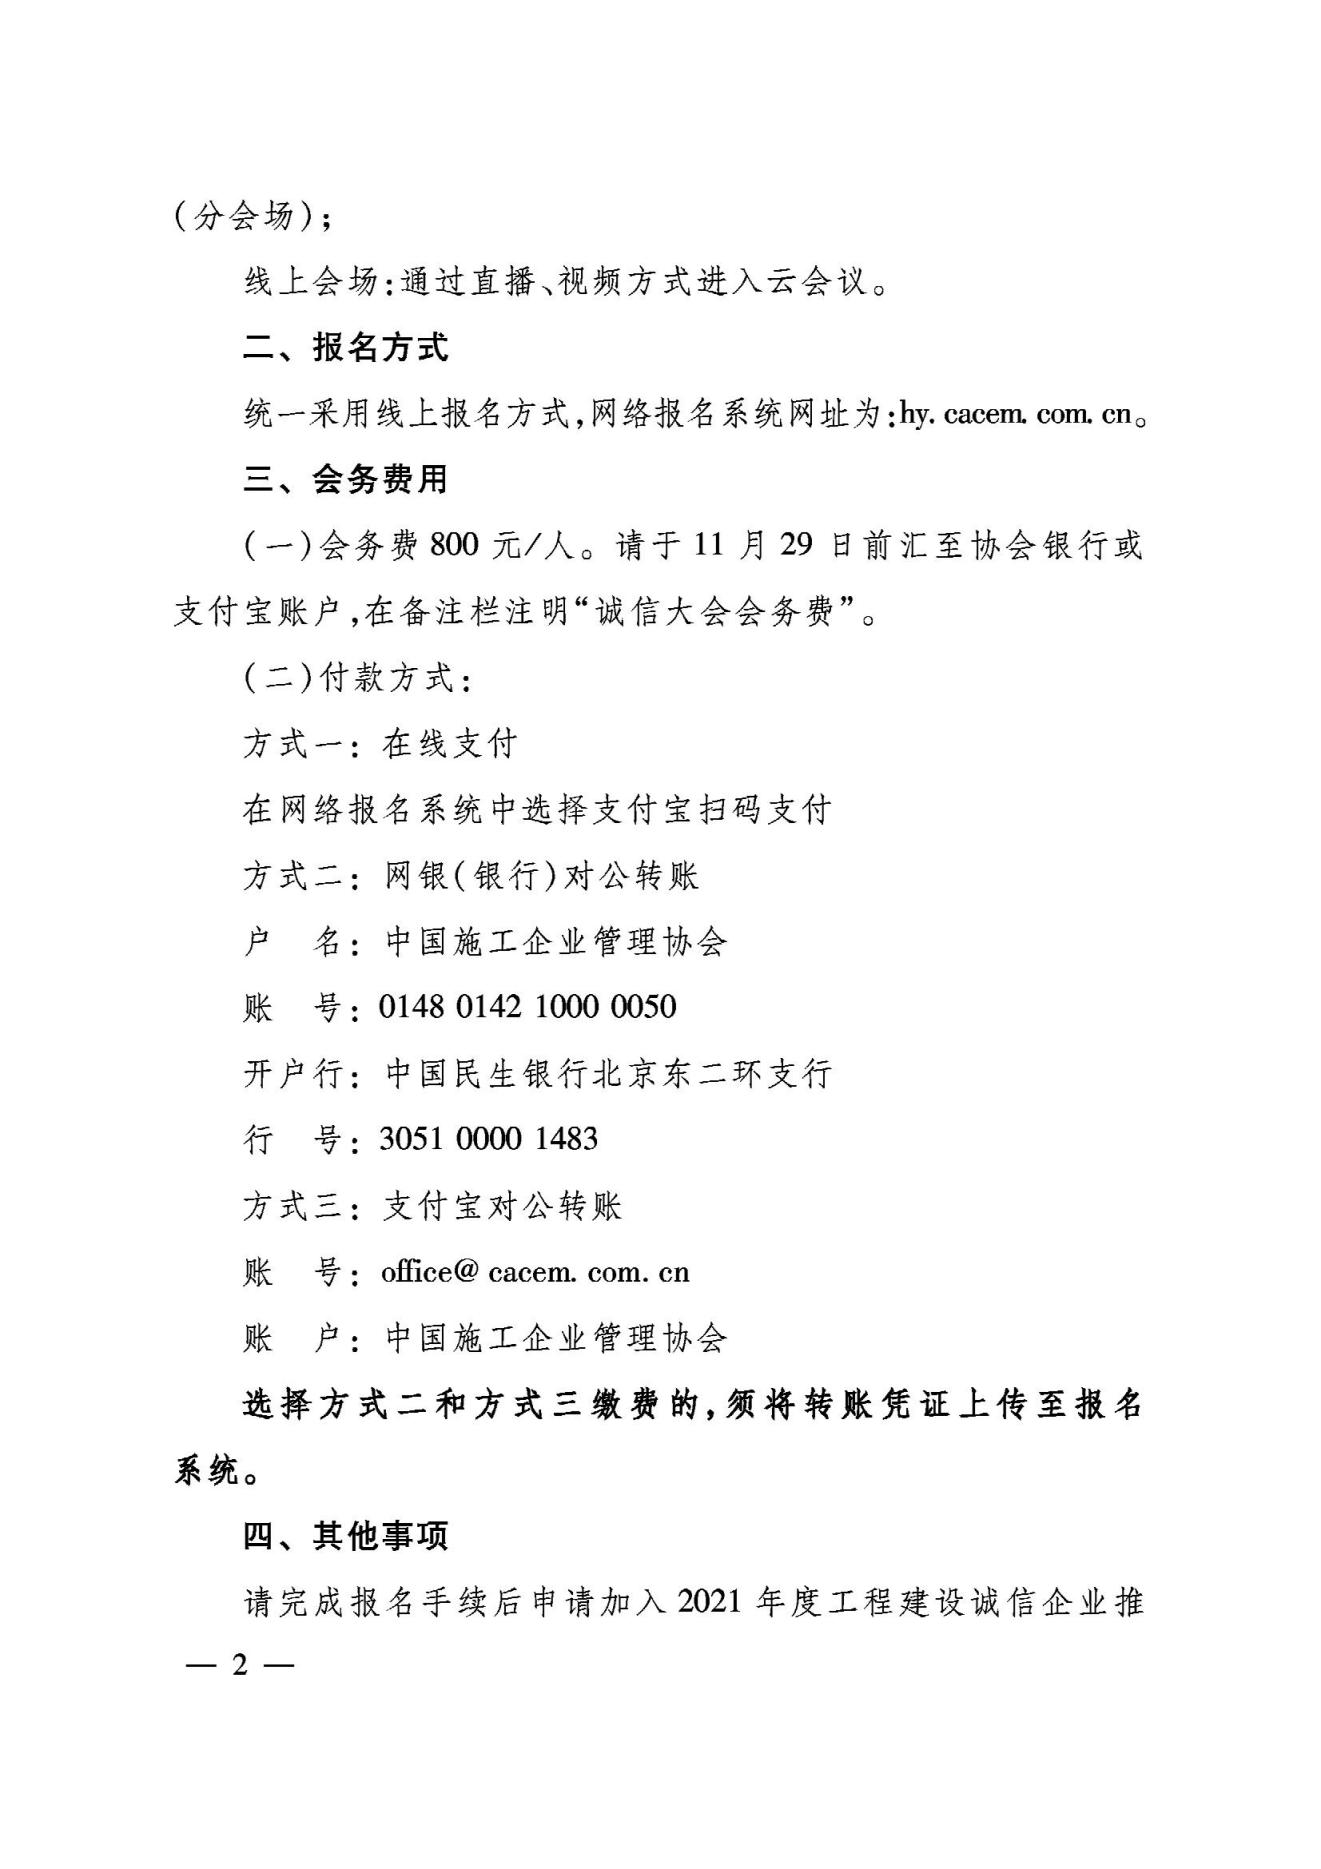 (分会场);
线上会场:通过直播、视频方式进入云会议。
二、报名方式
统一采用线上报名方式,网络报名系统网址为:hy.cacem.com.cn。
三、会务费用
(一)会务费 800 元/人。请于 11 月 29 日前汇至协会银行或
支付宝账户,在备注栏注明“诚信大会会务费”。
(二)付款方式:
方式一: 在线支付
在网络报名系统中选择支付宝扫码支付
方式二: 网银(银行)对公转账
户 名: 中国施工企业管理协会
账 号: 0148 0142 1000 0050
开户行: 中国民生银行北京东二环支行
行 号: 3051 0000 1483
方式三: 支付宝对公转账
账 号: office@cacem.com.cn
账 户: 中国施工企业管理协会
选择方式二和方式三缴费的,须将转账凭证上传至报名
系统。
四、其他事项
请完成报名手续后申请加入 2021 年度工程建设诚信企业推
— 2 —